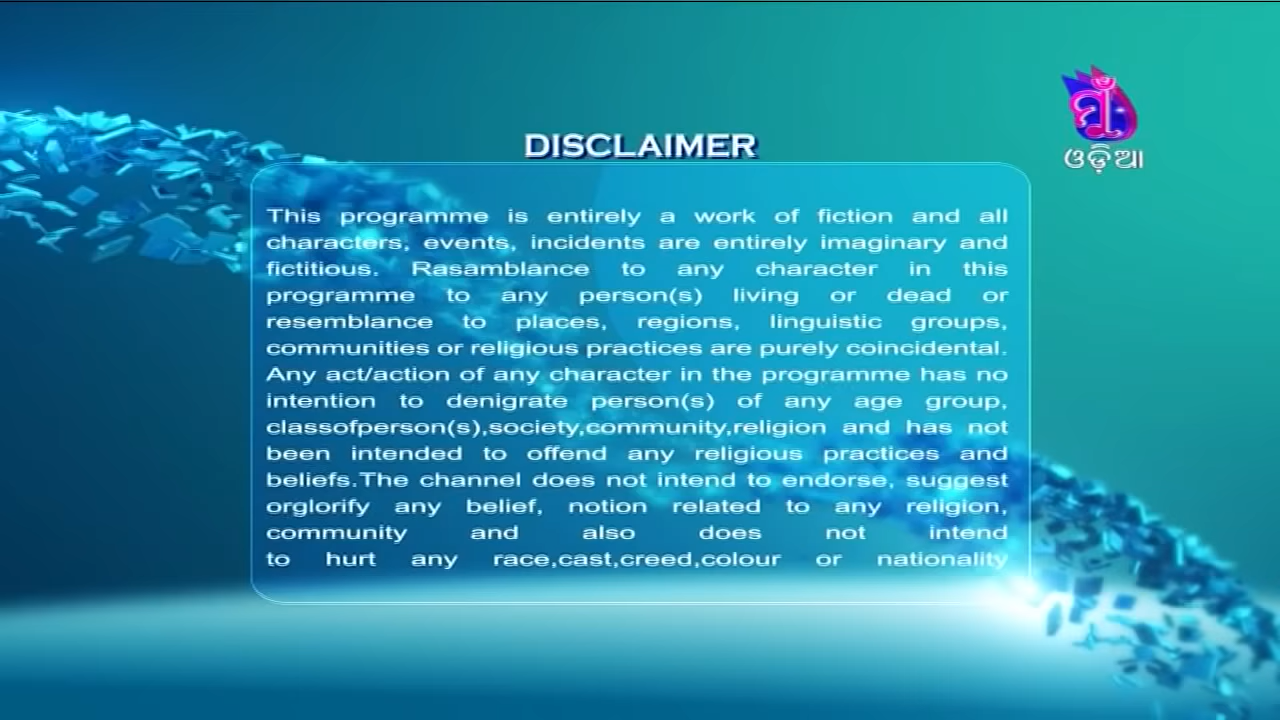 DISCLAIMER
ମାଁ
ଓଡ଼ିଆ
This programme is entirely a work of fiction and all
characters, events, incidents are entirely imaginary and
fictitious. Rasamblance to any character in this
programme to any person(s) living or dead or
resemblance to places, regions, linguistic groups,
communities or religious practices are purely coincidental.
Any act/action of any character in the programme has no
intention to denigrate person(s) of any age group,
classofperson(s),society,community,religion and has not
been intended to offend any religious practices and
beliefs.The channel does not intend to endorse, suggest
orglorify any belief, notion related to any religion,
community and also does not intend
to hurt any race,cast,creed,colour or nationality